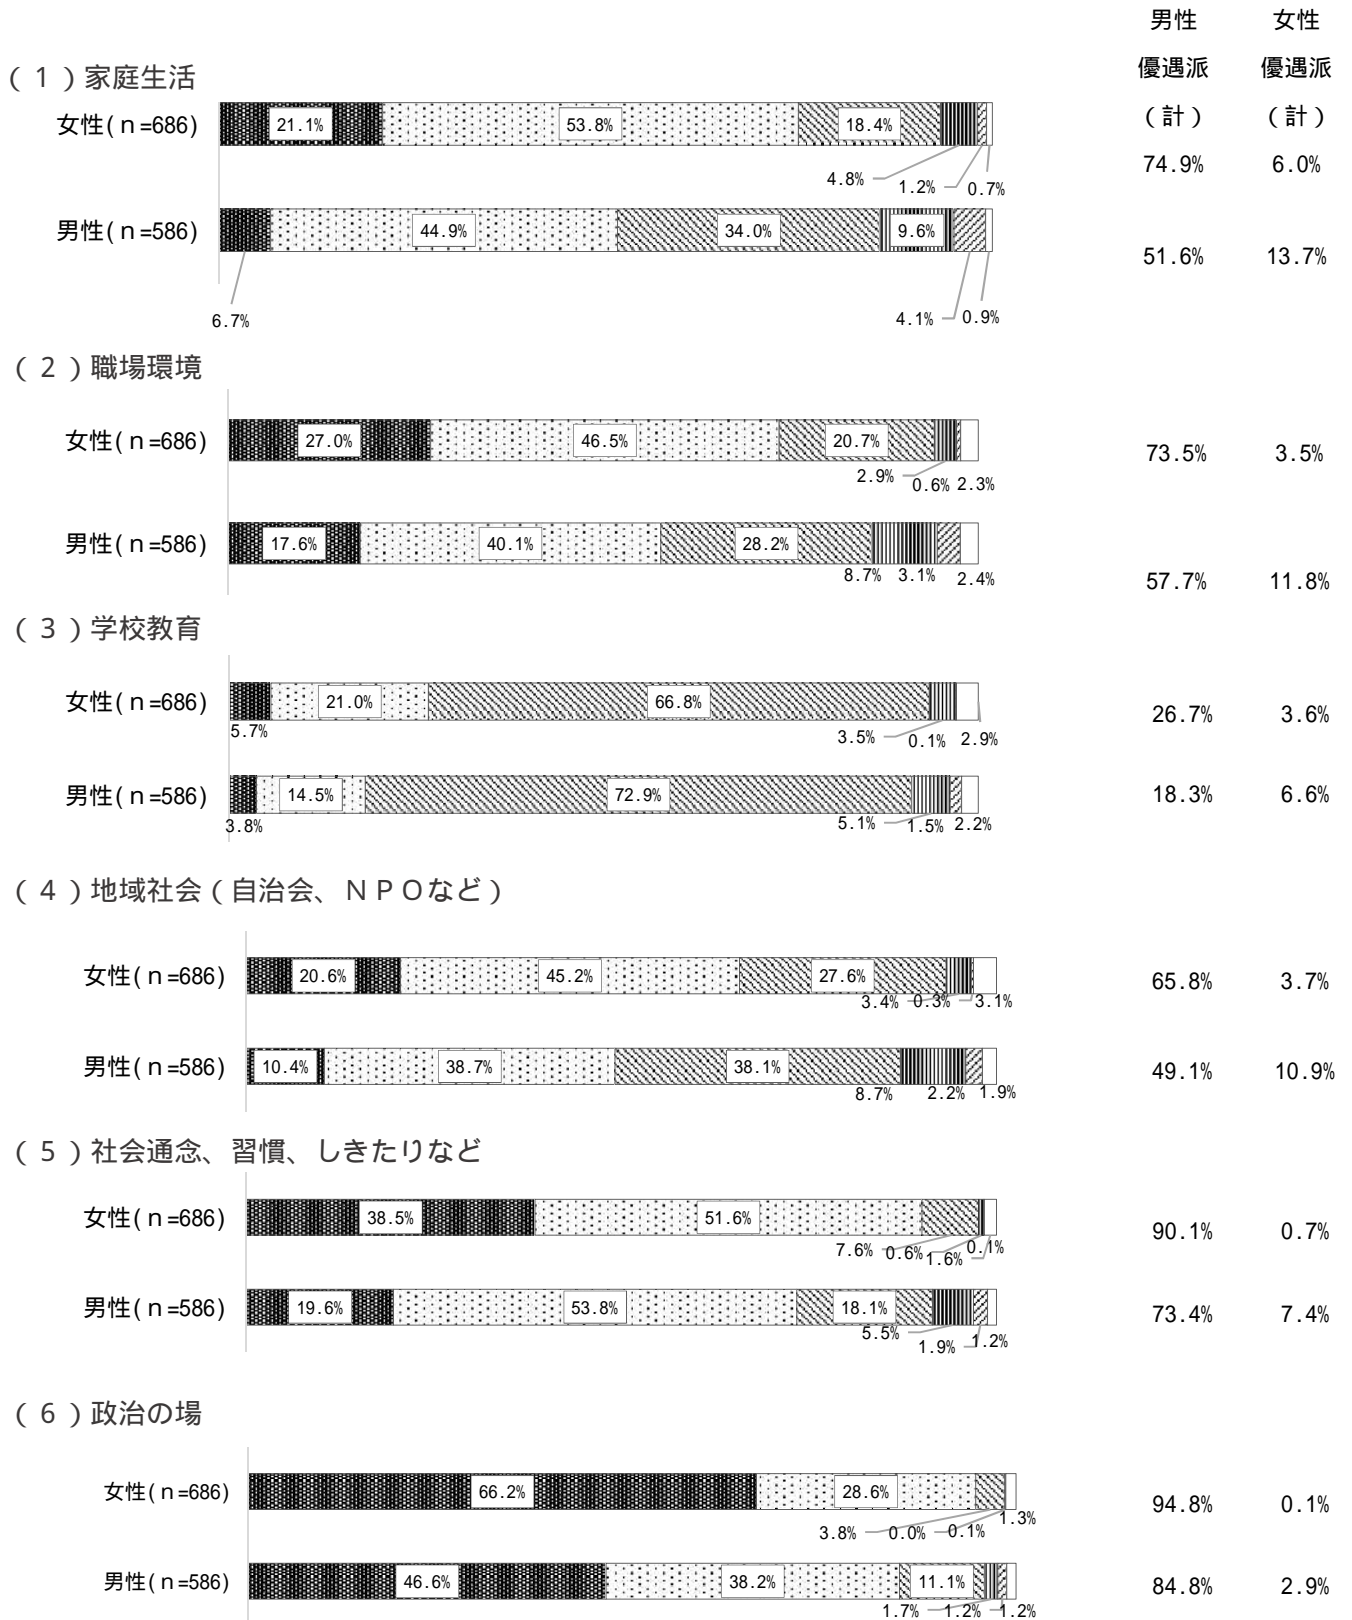 男性 女性
優遇派 優遇派
(計) (計)
(1)家庭生活
女性(n=686) 21.1% 53.8% 18.4% 4.8% 1.2% 0.7% 74.9% 6.0%
男性(n=586) 6.7% 44.9% 34.0% 9.6% 4.1% 0.9% 51.6% 13.7%
(2)職場環境
女性(n=686) 27.0% 46.5% 20.7% 2.9% 0.6% 2.3% 73.5% 3.5%
男性(n=586) 17.6% 40.1% 28.2% 8.7% 3.1% 2.4% 57.7% 11.8%
(3)学校教育
女性(n=686) 5.7% 21.0% 66.8% 3.5% 0.1% 2.9% 26.7% 3.6%
男性(n=586) 3.8% 14.5% 72.9% 5.1% 1.5% 2.2% 18.3% 6.6%
(4)地域社会(自治会、NPOなど)
女性(n=686) 20.6% 45.2% 27.6% 3.4% 0.3% 3.1% 65.8% 3.7%
男性(n=586) 10.4% 38.7% 38.1% 8.7% 2.2% 1.9% 49.1% 10.9%
(5)社会通念、習慣、しきたりなど
女性(n=686) 38.5% 51.6% 7.6% 0.6% 1.6% 0.1% 90.1% 0.7%
男性(n=586) 19.6% 53.8% 18.1% 5.5% 1.9% 1.2% 73.4% 7.4%
(6)政治の場
女性(n=686) 66.2% 28.6% 3.8% 0.0% 0.1% 1.3% 94.8% 0.1%
男性(n=586) 46.6% 38.2% 11.1% 1.7% 1.2% 1.2% 84.8% 2.9%